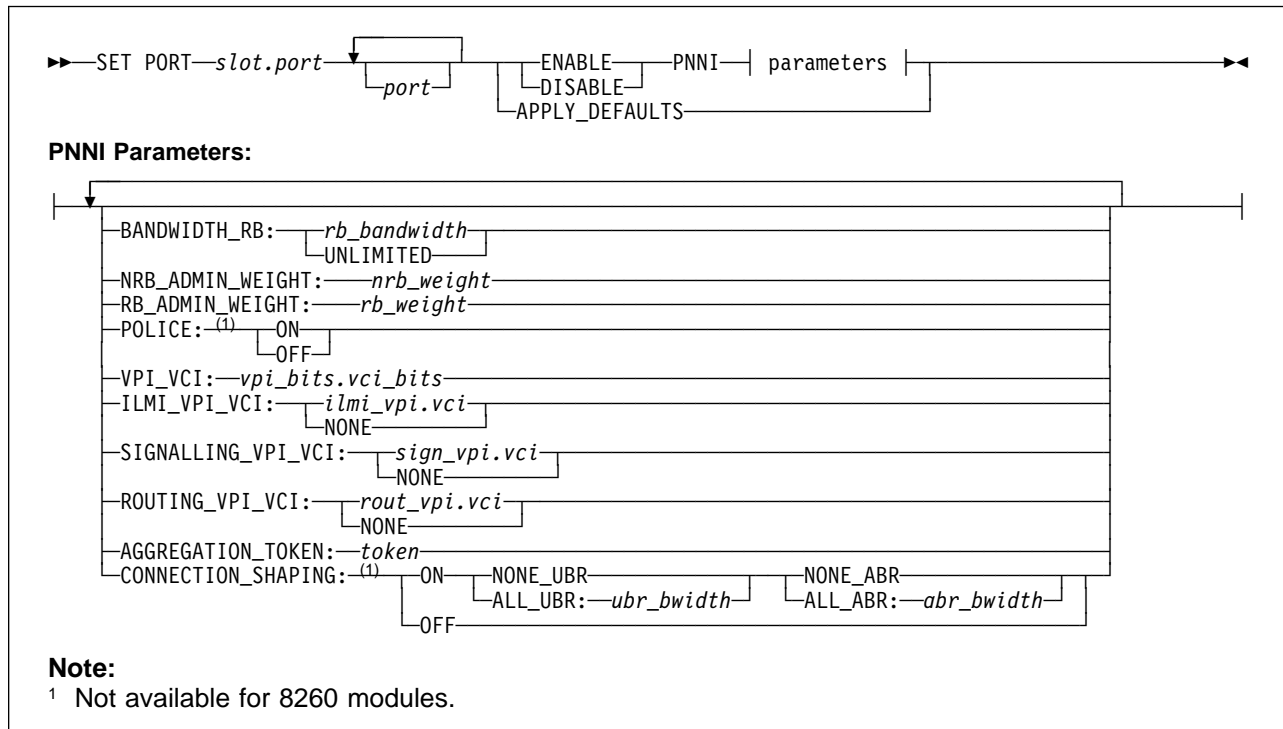 SET PORT slot.port ENABLE PNNI parameters
port DISABLE
APPLY_DEFAULTS
PNNI Parameters:
BANDWIDTH_RB: rb_bandwidth
UNLIMITED
NRB_ADMIN_WEIGHT: nrb_weight
RB_ADMIN_WEIGHT: rb_weight
POLICE: (1) ON
OFF
VPI_VCI: vpi_bits.vci_bits
ILMI_VPI_VCI: ilmi_vpi.vci
NONE
SIGNALLING_VPI_VCI: sign_vpi.vci
NONE
ROUTING_VPI_VCI: rout_vpi.vci
NONE
AGGREGATION_TOKEN: token
CONNECTION_SHAPING: (1) ON NONE_UBR NONE_ABR
ALL_UBR: ubr_bwidth ALL_ABR: abr_bwidth
OFF
Note:
1 Not available for 8260 modules.